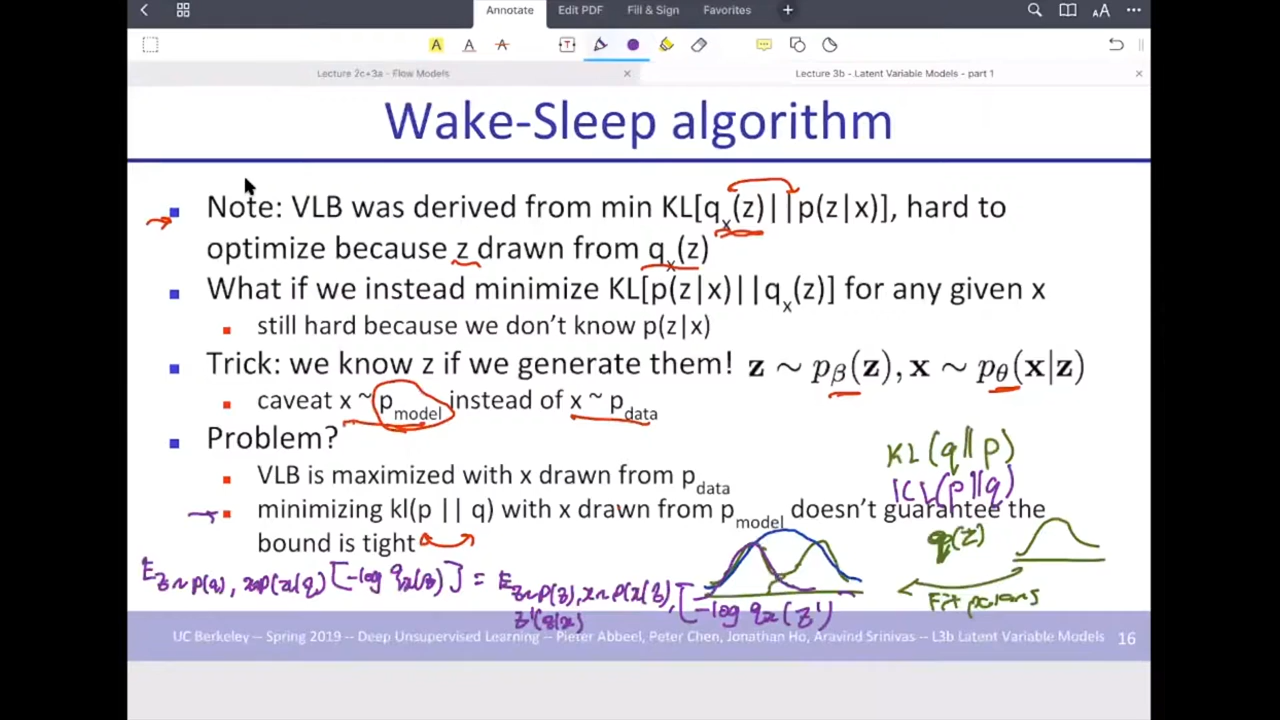 Annotate Edit PDF Fill & Sign Favorites
Lecture 2c+3a - Flow Models
Lecture 3b - Latent Variable Models - part 1
Wake-Sleep algorithm
Note: VLB was derived from min KL[qx(z)||p(z|x)], hard to
optimize because z drawn from qx(z)
What if we instead minimize KL[p(z|x)||qx(z)] for any given x
still hard because we don't know p(z|x)
Trick: we know z if we generate them! z ~ pβ(z), x ~ pθ(x|z)
caveat x ~ pmodel instead of x ~ pdata
Problem?
VLB is maximized with x drawn from pdata
minimizing kl(p || q) with x drawn from pmodel doesn't guarantee the
bound is tight
KL(q||p)
KL(p||q)
q(z)
Fit params
[-log qx(z)] =
E z~p(z), x~p(x|z),
[-log qx(z')
UC Berkeley -- Spring 2019 -- Deep Unsupervised Learning -- Pieter Abbeel, Peter Chen, Jonathan Ho, Aravind Srinivas -- L3b Latent Variable Models 16